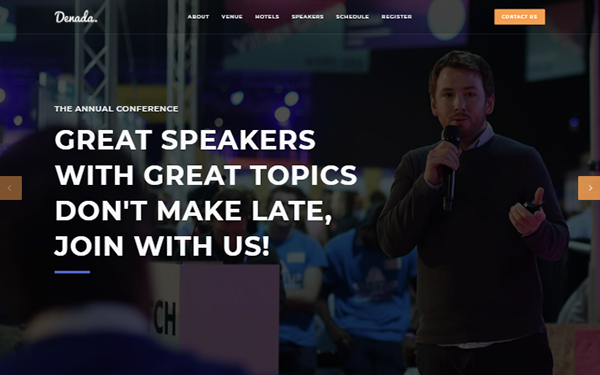 Denada.
ABOUT VENUE HOTELS SPEAKERS SCHEDULE REGISTER
CONTACT US
THE ANNUAL CONFERENCE
GREAT SPEAKERS
WITH GREAT TOPICS
DON'T MAKE LATE,
JOIN WITH US!
CH